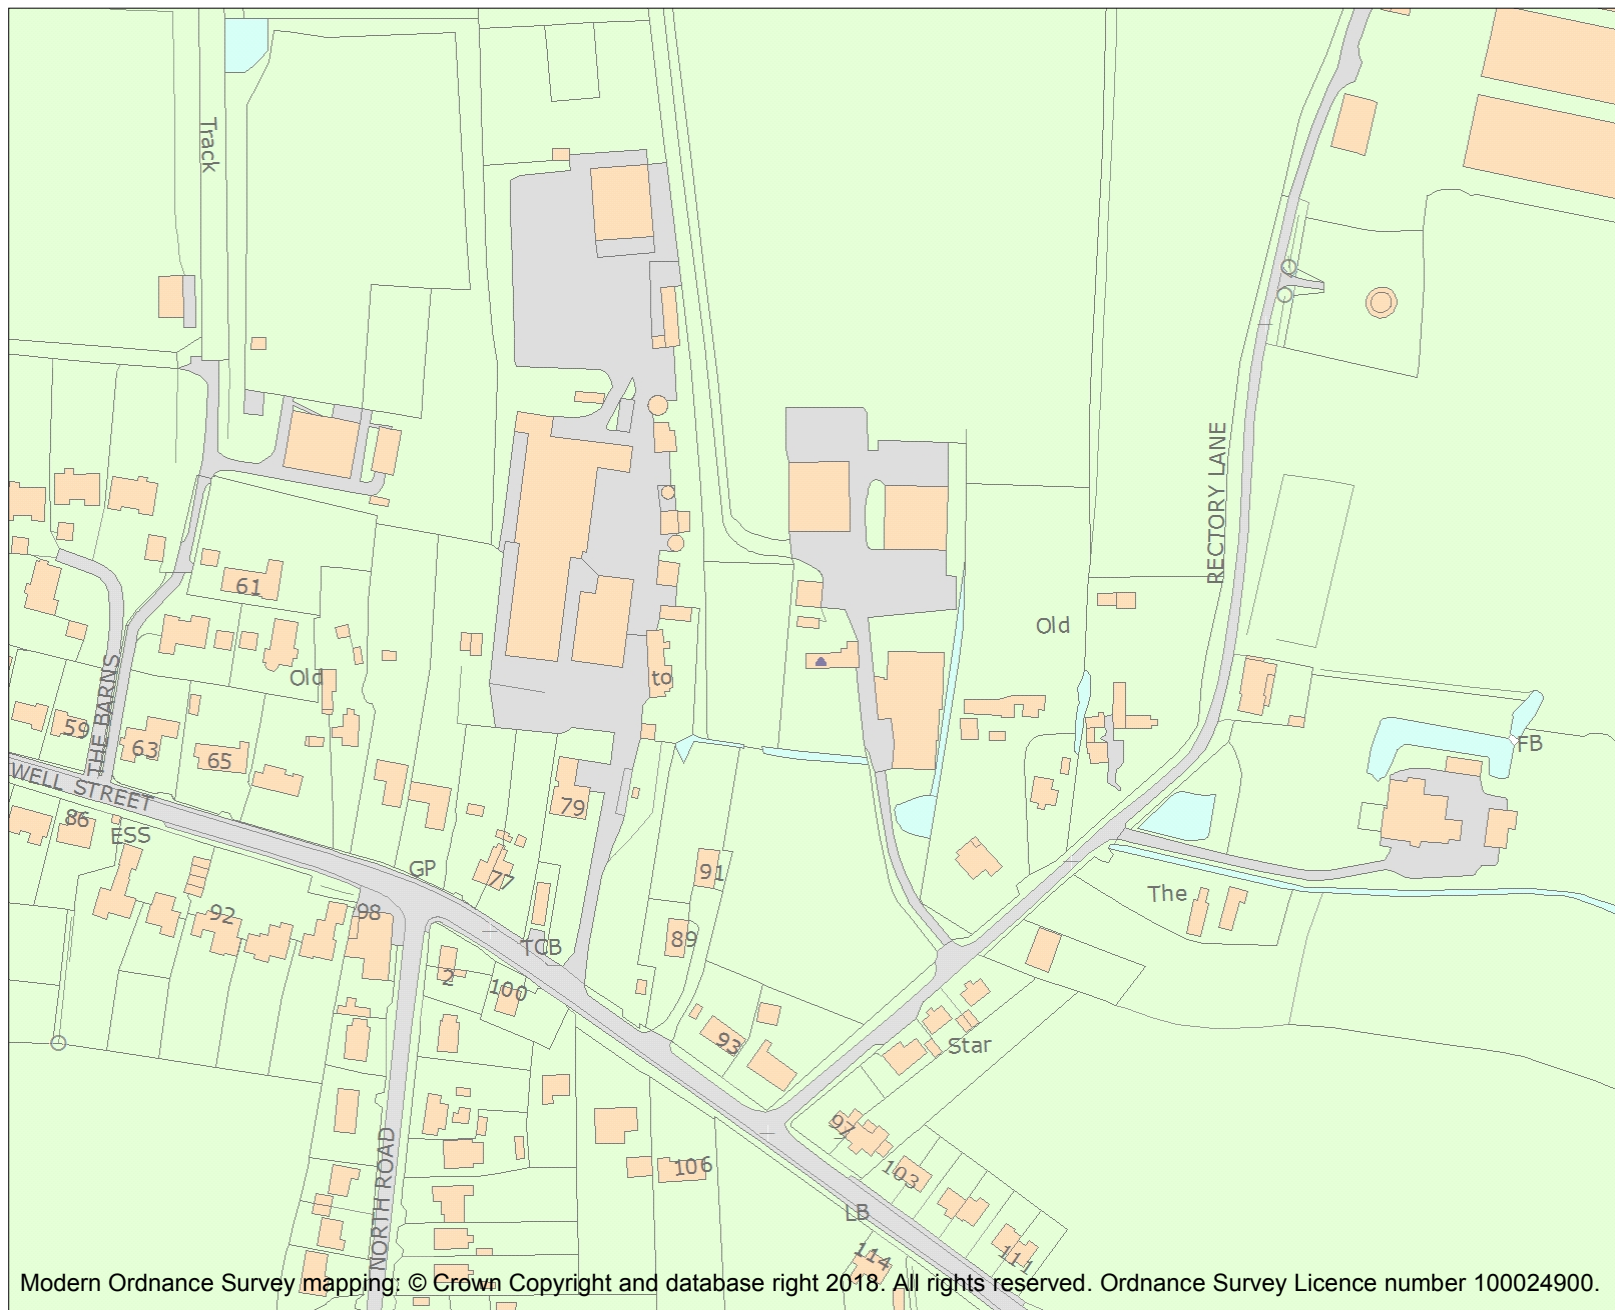 Track
RECTORY LANE
61
Old
Old
to
THE BARNS
59
63
65
FB
WELL STREET
86
ESS
79
GP
77
91
The
92
98
89
TCB
2
100
93
Star
97
103
106
NORTH ROAD
LB
114
111
Modern Ordnance Survey mapping: © Crown Copyright and database right 2018. All rights reserved. Ordnance Survey Licence number 100024900.